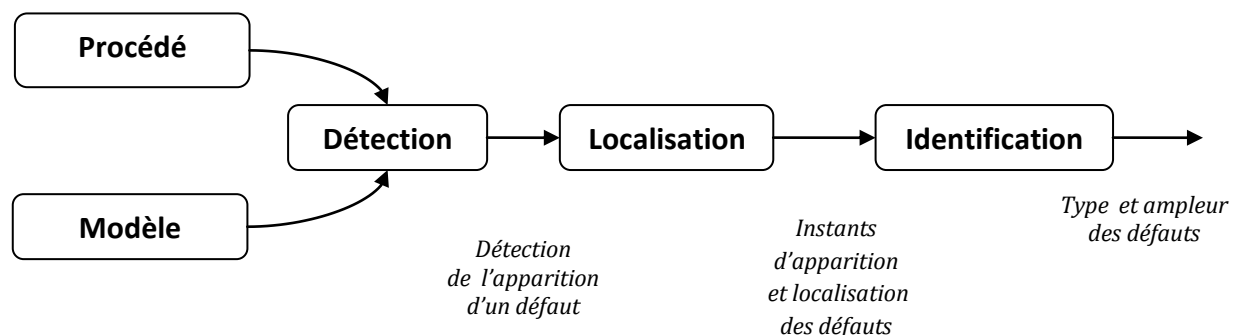 Procédé
Détection
Localisation
Identification
Modèle
Détection
de l’apparition
d’un défaut
Instants
d’apparition
et localisation
des défauts
Type et ampleur
des défauts